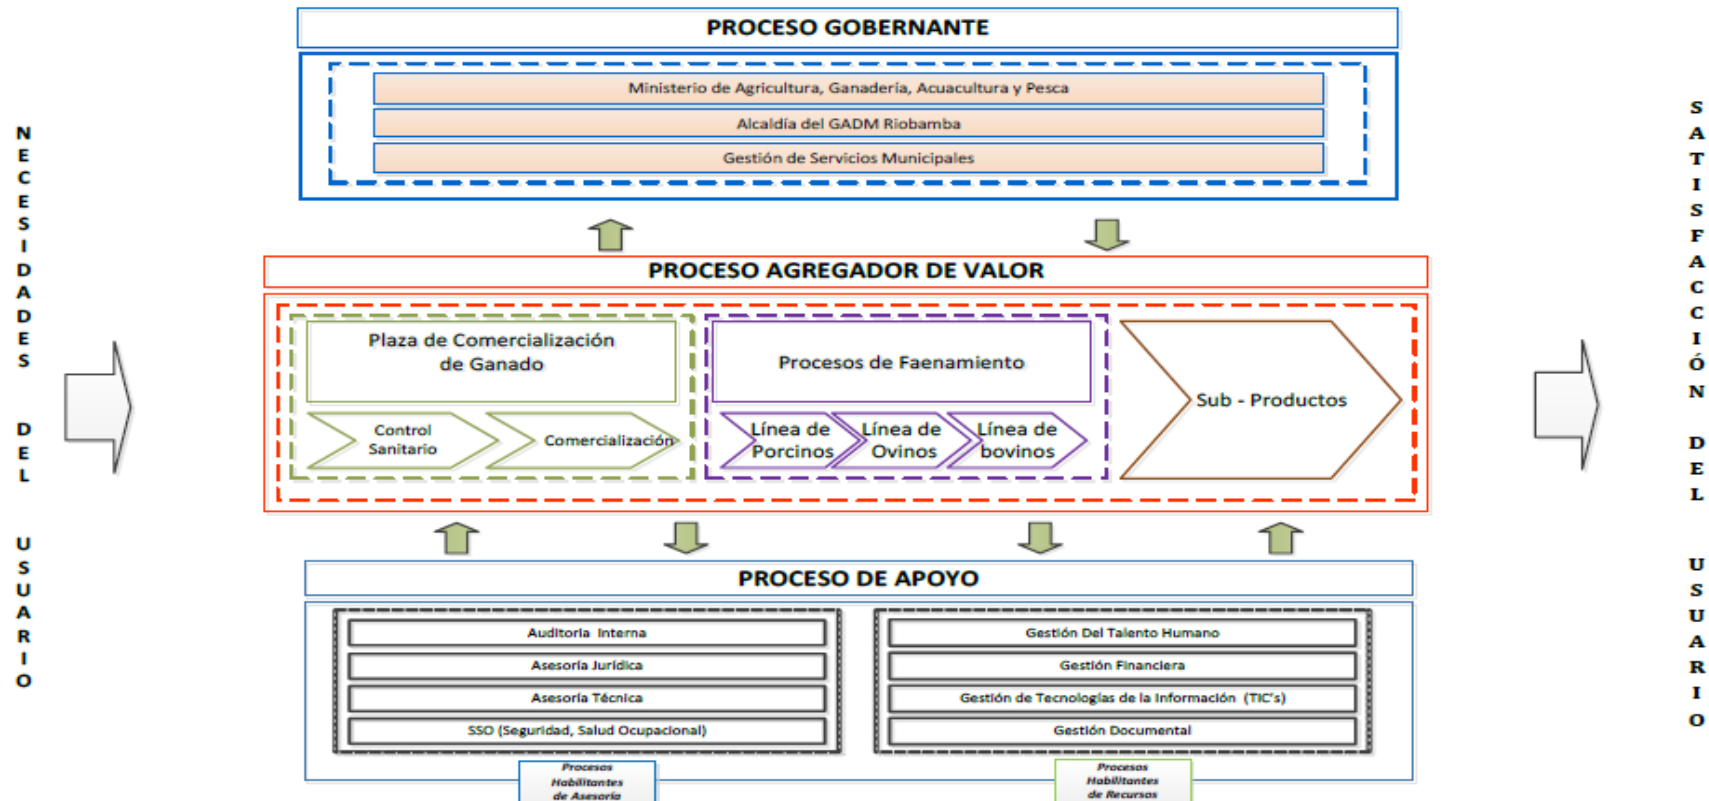 PROCESO GOBERNANTE
Ministerio de Agricultura, Ganadería, Acuacultura y Pesca
Alcaldía del GADM Riobamba
Gestión de Servicios Municipales
NECESIDADES DEL USUARIO
PROCESO AGREGADOR DE VALOR
Plaza de Comercialización
de Ganado
Control
Sanitario
Comercialización
Procesos de Faenamiento
Línea de
Porcinos
Línea de
Ovinos
Línea de
bovinos
Sub - Productos
SATISFACCIÓN DEL USUARIO
PROCESO DE APOYO
Auditoria Interna
Asesoría Jurídica
Asesoría Técnica
SSO (Seguridad, Salud Ocupacional)
Procesos
Habilitantes
de Asesoría
Gestión Del Talento Humano
Gestión Financiera
Gestión de Tecnologías de la Información (TIC's)
Gestión Documental
Procesos
Habilitantes
de Recursos